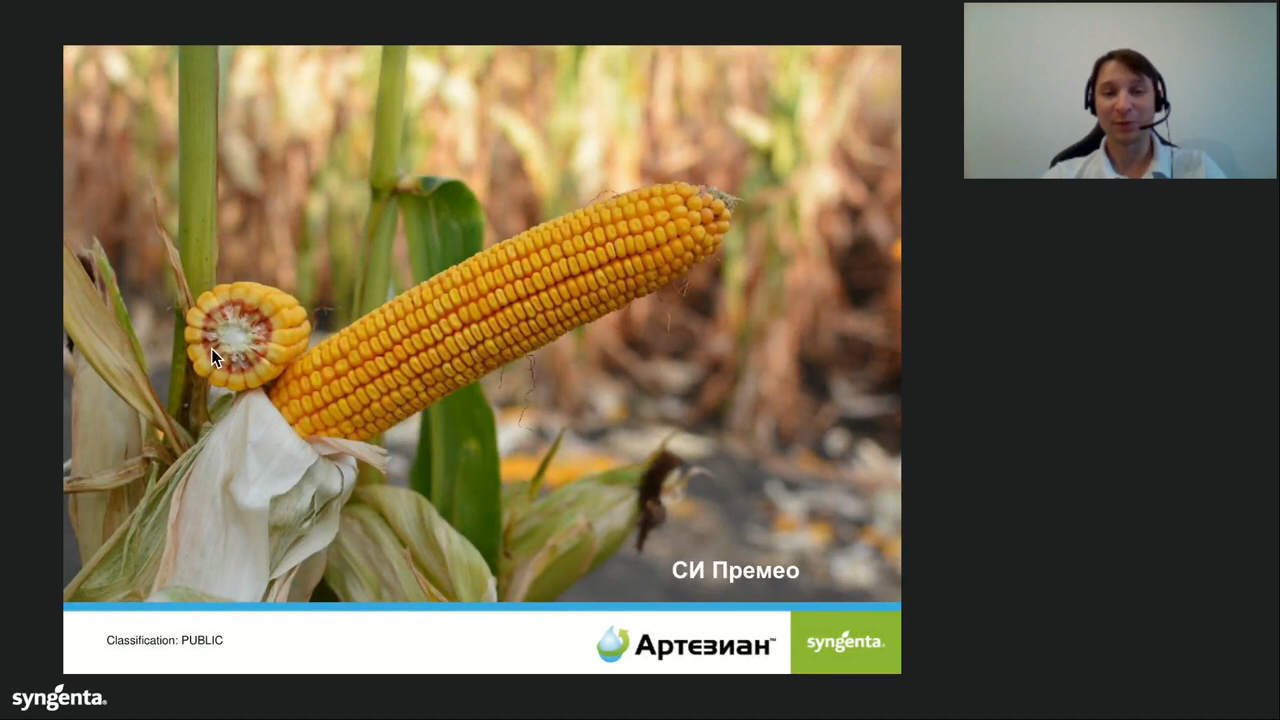 СИ Премео
Classification: PUBLIC
Артезиан™
syngenta®
syngenta®